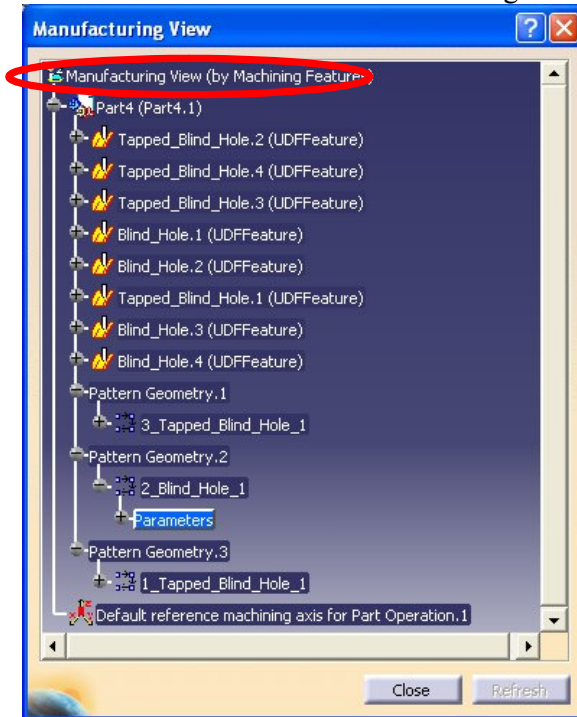 Manufacturing View
Manufacturing View (by Machining Features)
Part4 (Part4.1)
Tapped_Blind_Hole.2 (UDFFeature)
Tapped_Blind_Hole.4 (UDFFeature)
Tapped_Blind_Hole.3 (UDFFeature)
Blind_Hole.1 (UDFFeature)
Blind_Hole.2 (UDFFeature)
Tapped_Blind_Hole.1 (UDFFeature)
Blind_Hole.3 (UDFFeature)
Blind_Hole.4 (UDFFeature)
Pattern Geometry.1
3_Tapped_Blind_Hole_1
Pattern Geometry.2
2_Blind_Hole_1
Parameters
Pattern Geometry.3
1_Tapped_Blind_Hole_1
Default reference machining axis for Part Operation.1
Close Refresh